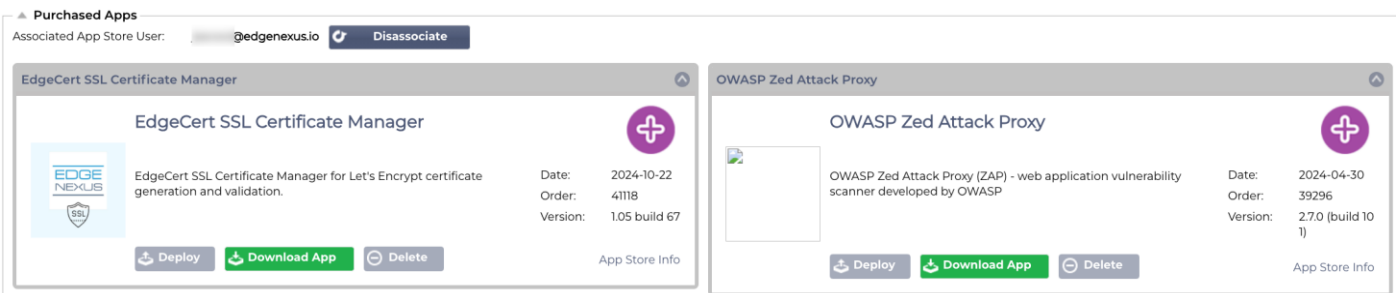 Purchased Apps
Associated App Store User: @edgenexus.io Disassociate
EdgeCert SSL Certificate Manager
EdgeCert SSL Certificate Manager
EDGE
NEXUS
SSL
EdgeCert SSL Certificate Manager for Let's Encrypt certificate
generation and validation.
Date: 2024-10-22
Order: 41118
Version: 1.05 build 67
Deploy Download App Delete App Store Info
OWASP Zed Attack Proxy
OWASP Zed Attack Proxy
OWASP Zed Attack Proxy (ZAP) - web application vulnerability
scanner developed by OWASP
Date: 2024-04-30
Order: 39296
Version: 2.7.0 (build 10
1)
Deploy Download App Delete App Store Info